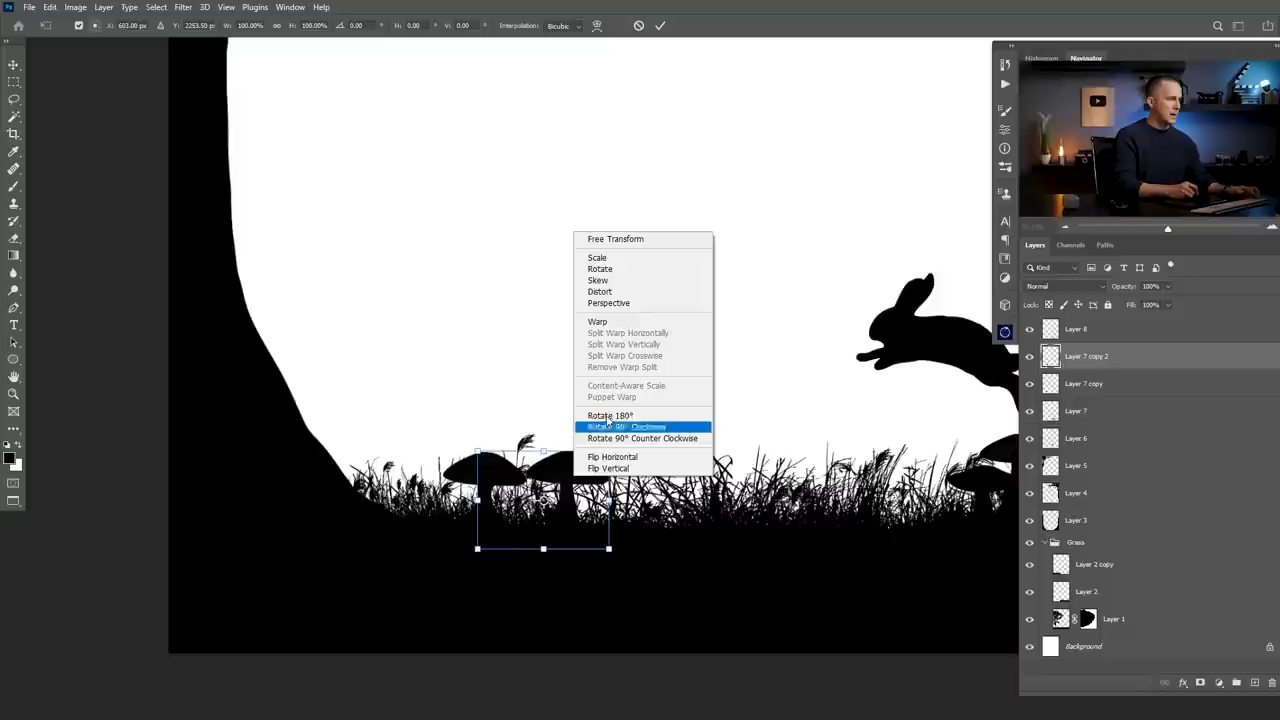 Ps File Edit Image Layer Type Select Filter 3D View Plugins Window Help
X: 603.00 px Y: 2253.50 px W: 100.00% H: 100.00% 0.00 ° H: 0.00 ° V: 0.00 ° Interpolation: Bicubic
Histogram Navigator
Free Transform
Scale
Rotate
Skew
Distort
Perspective
Warp
Split Warp Horizontally
Split Warp Vertically
Split Warp Crosswise
Remove Warp Split
Content-Aware Scale
Puppet Warp
Rotate 180°
Rotate 90° Clockwise
Rotate 90° Counter Clockwise
Flip Horizontal
Flip Vertical
Layers Channels Paths
Kind
Normal Opacity: 100%
Lock: Fill: 100%
Layer 8
Layer 7 copy 2
Layer 7 copy
Layer 7
Layer 6
Layer 5
Layer 4
Layer 3
Grass
Layer 2 copy
Layer 2
Layer 1
Background